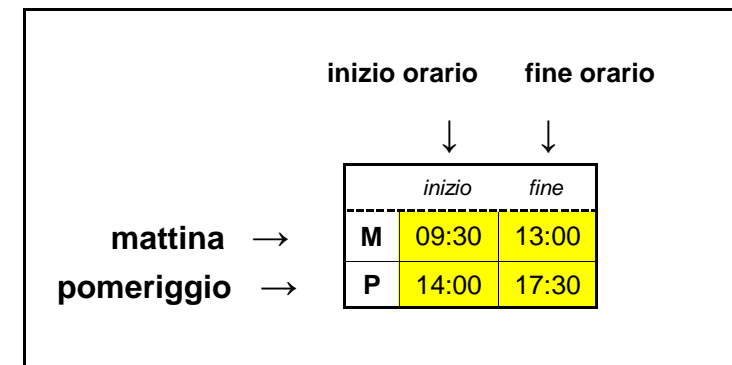 inizio orario fine orario
↓ ↓
inizio fine
mattina → M 09:30 13:00
pomeriggio → P 14:00 17:30